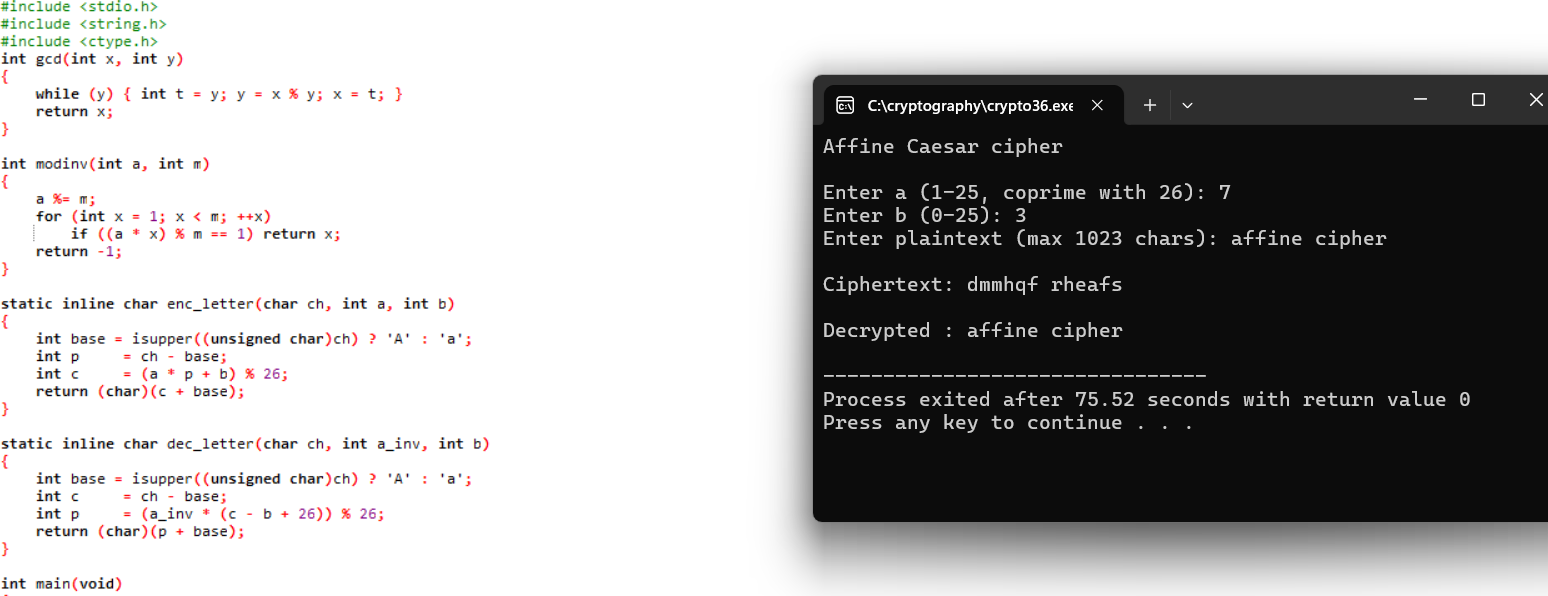 #include <stdio.h>
#include <string.h>
#include <ctype.h>
int gcd(int x, int y)
{
    while (y) { int t = y; y = x % y; x = t; }
    return x;
}

int modinv(int a, int m)
{
    a %= m;
    for (int x = 1; x < m; ++x)
        if ((a * x) % m == 1) return x;
    return -1;
}

static inline char enc_letter(char ch, int a, int b)
{
    int base = isupper((unsigned char)ch) ? 'A' : 'a';
    int p     = ch - base;
    int c     = (a * p + b) % 26;
    return (char)(c + base);
}

static inline char dec_letter(char ch, int a_inv, int b)
{
    int base = isupper((unsigned char)ch) ? 'A' : 'a';
    int c     = ch - base;
    int p     = (a_inv * (c - b + 26)) % 26;
    return (char)(p + base);
}

int main(void)
C:\cryptography\crypto36.exe
Affine Caesar cipher

Enter a (1-25, coprime with 26): 7
Enter b (0-25): 3
Enter plaintext (max 1023 chars): affine cipher

Ciphertext: dmmhqf rheafs

Decrypted : affine cipher

--------------------------------
Process exited after 75.52 seconds with return value 0
Press any key to continue . . .